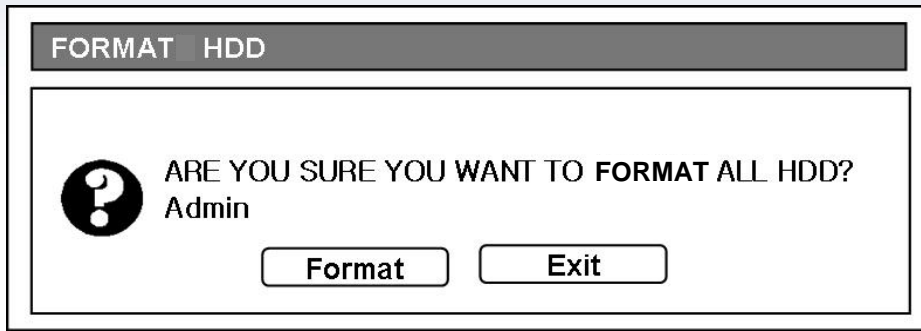 FORMAT HDD
ARE YOU SURE YOU WANT TO FORMAT ALL HDD?
Admin
Format Exit